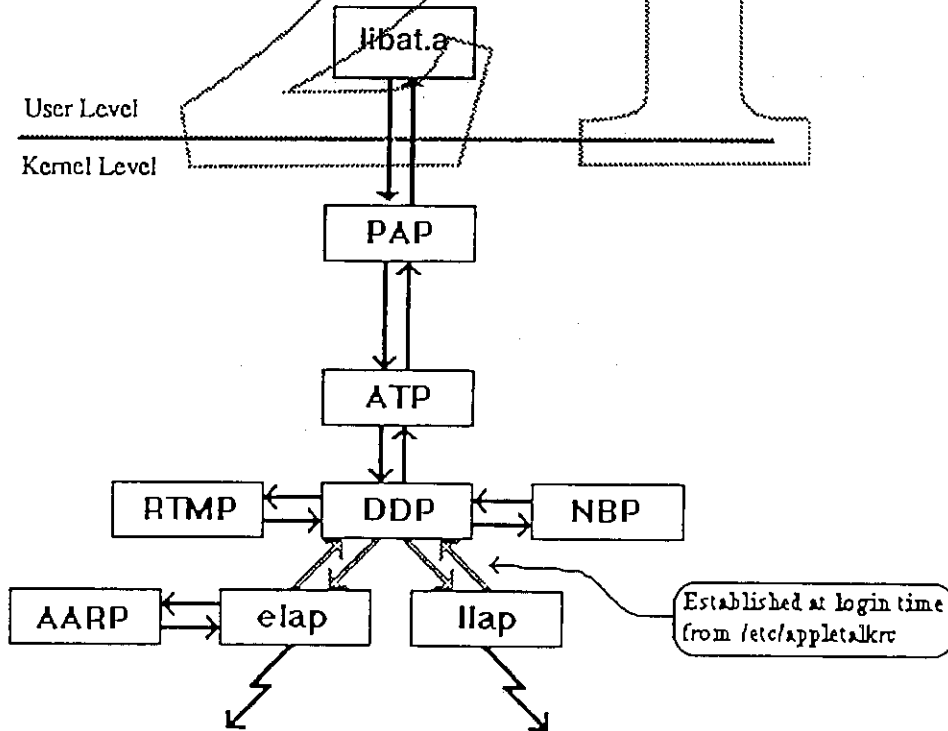 libat.a
User Level
Kernel Level
PAP
ATP
RTMP
DDP
NBP
AARP
elap
llap
Established at login time
from /etc/appletalkrc